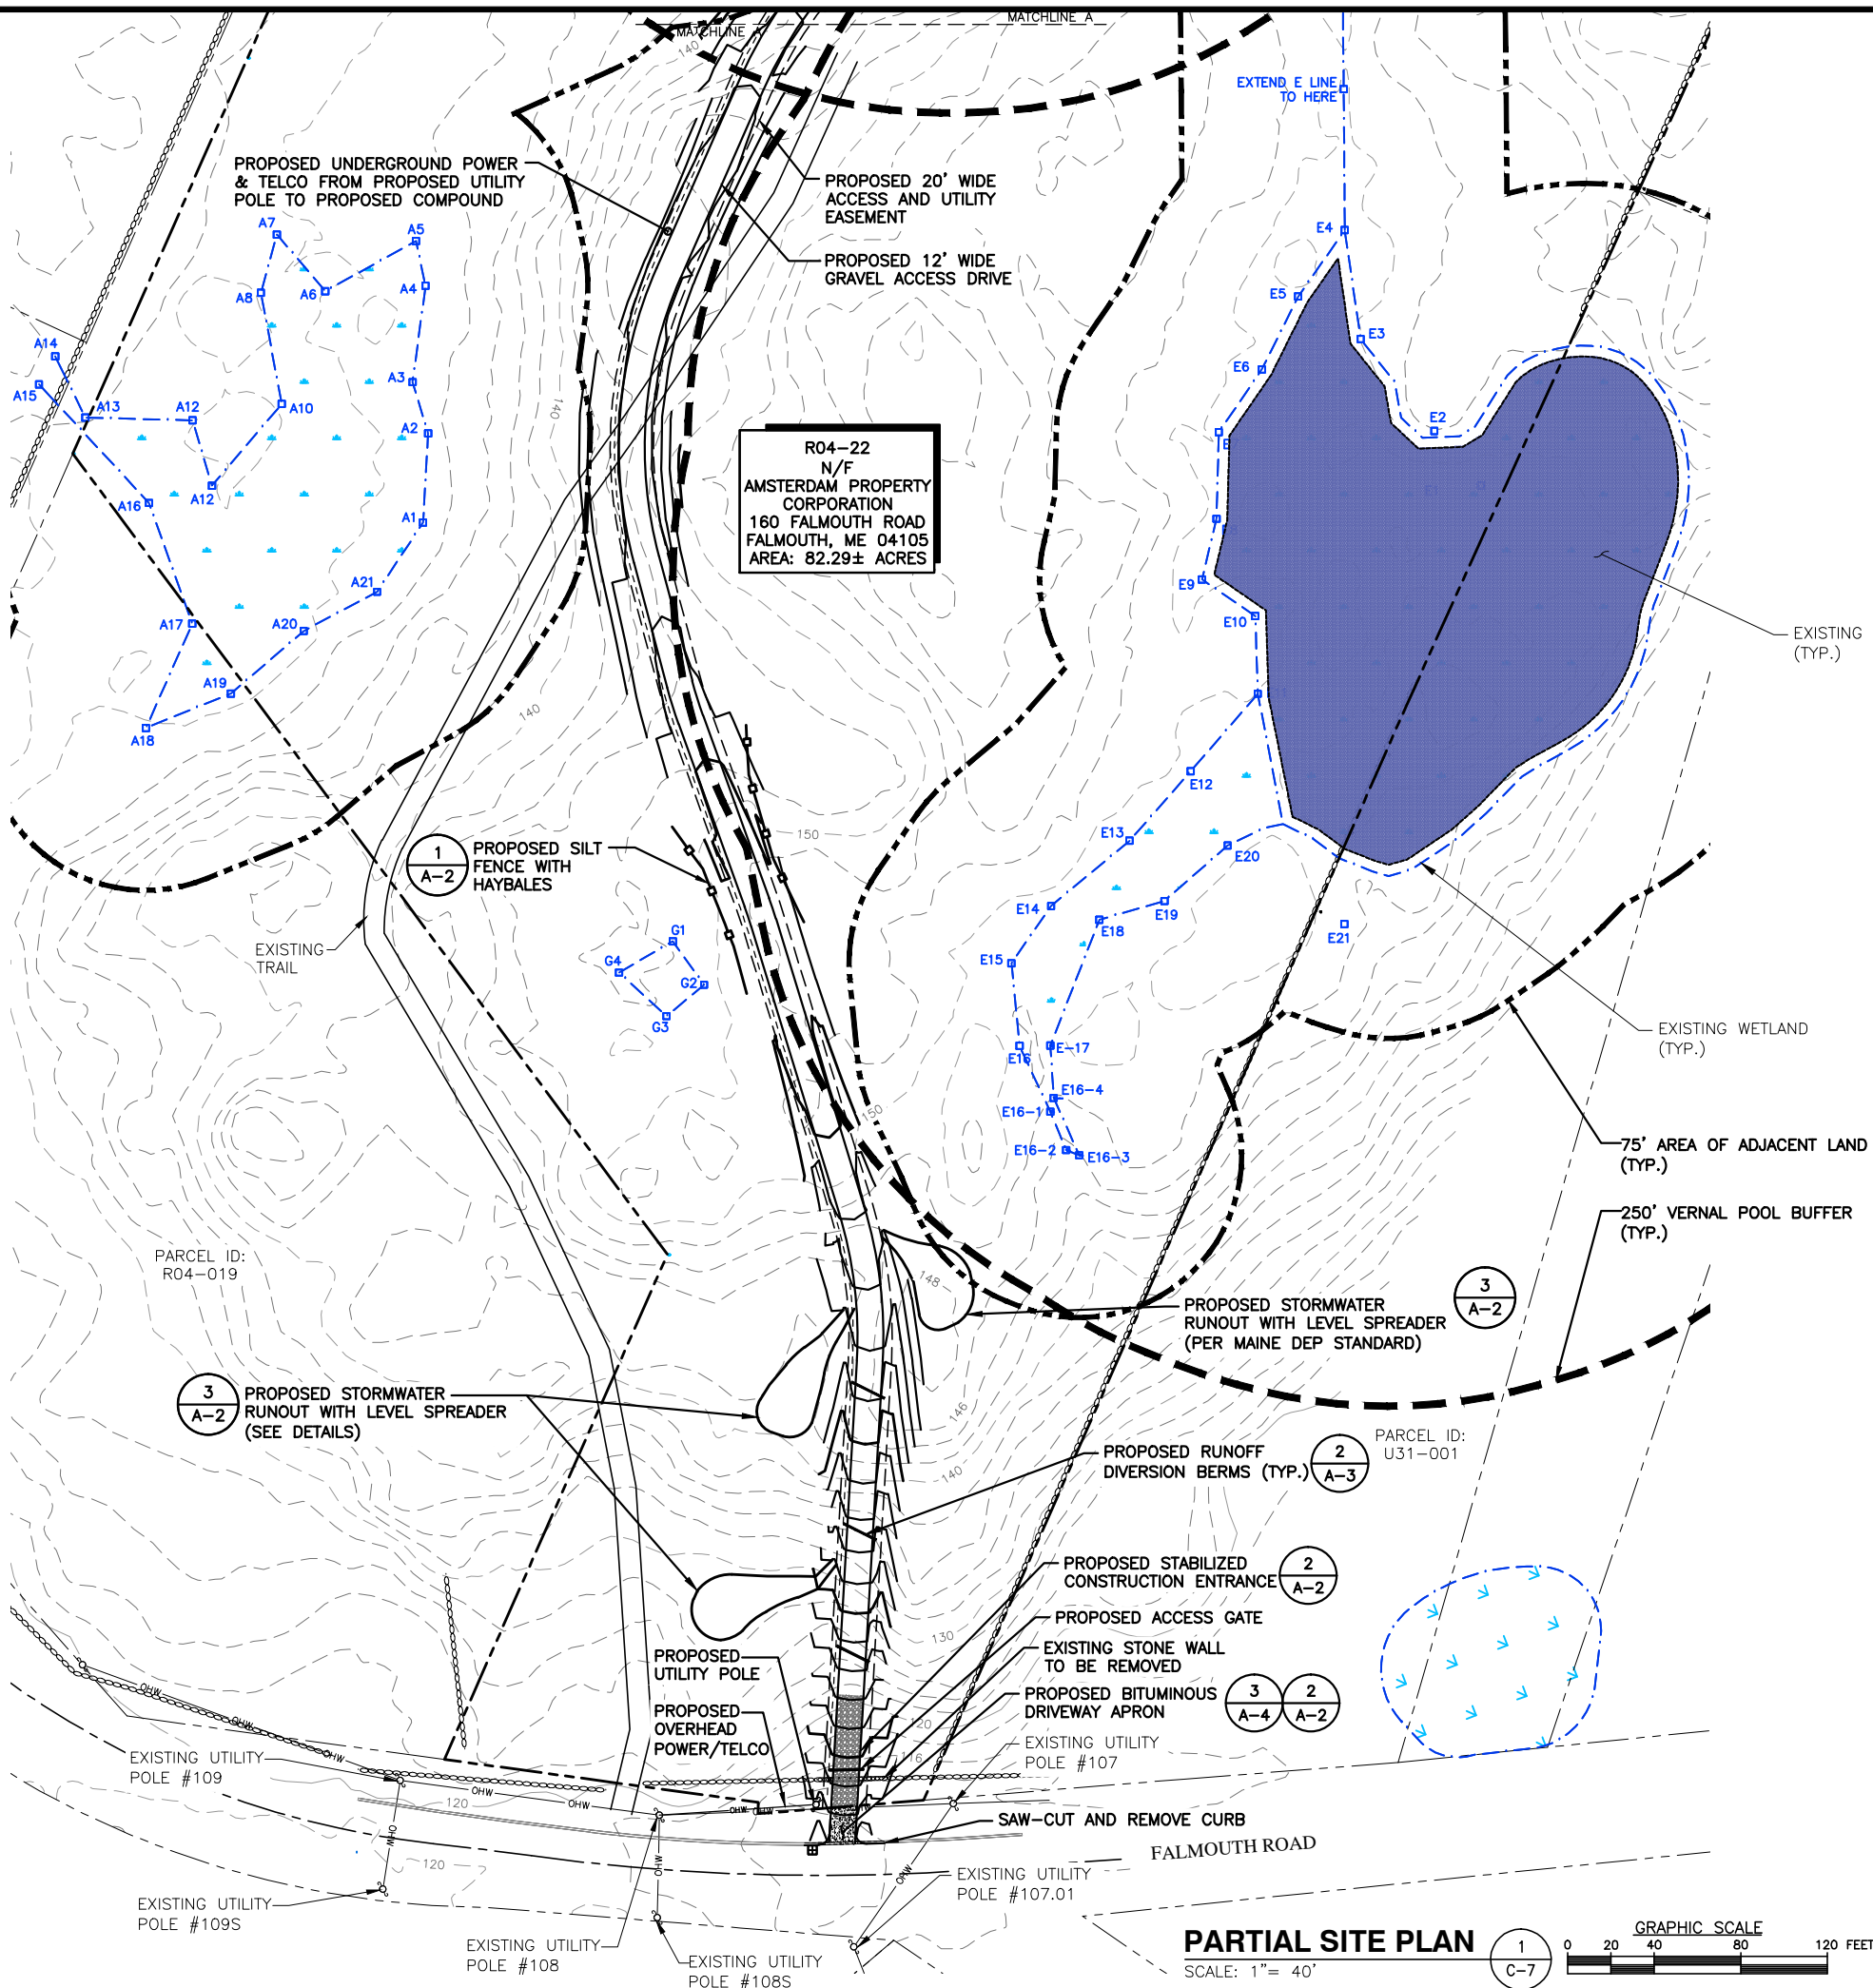 MATCHLINE A
MATCHLINE A
140
EXTEND E LINE
TO HERE
PROPOSED UNDERGROUND POWER
& TELCO FROM PROPOSED UTILITY
POLE TO PROPOSED COMPOUND
PROPOSED 20' WIDE
ACCESS AND UTILITY
EASEMENT
PROPOSED 12' WIDE
GRAVEL ACCESS DRIVE
A7
A5
A8
A6
A4
A14
A15
A13
A12
A10
A3
A2
A16
A12
A1
A21
A17
A20
A19
A18
140
140
E4
E5
E3
E6
E2
E9
E10
E12
E13
E20
E14
E19
E18
E21
E15
E16
E-17
E16-4
E16-1
E16-2
E16-3
R04-22
N/F
AMSTERDAM PROPERTY
CORPORATION
160 FALMOUTH ROAD
FALMOUTH, ME 04105
AREA: 82.29± ACRES
EXISTING
(TYP.)
150
1
A-2
PROPOSED SILT
FENCE WITH
HAYBALES
EXISTING
TRAIL
G1
G4
G2
G3
EXISTING WETLAND
(TYP.)
150
75' AREA OF ADJACENT LAND
(TYP.)
250' VERNAL POOL BUFFER
(TYP.)
PARCEL ID:
R04-019
148
PROPOSED STORMWATER
RUNOUT WITH LEVEL SPREADER
(PER MAINE DEP STANDARD)
3
A-2
3
A-2
PROPOSED STORMWATER
RUNOUT WITH LEVEL SPREADER
(SEE DETAILS)
146
140
PROPOSED RUNOFF
DIVERSION BERMS (TYP.)
2
A-3
PARCEL ID:
U31-001
PROPOSED STABILIZED
CONSTRUCTION ENTRANCE
2
A-2
PROPOSED ACCESS GATE
130
EXISTING STONE WALL
TO BE REMOVED
PROPOSED
UTILITY POLE
PROPOSED BITUMINOUS
DRIVEWAY APRON
3
A-4
2
A-2
PROPOSED
OVERHEAD
POWER/TELCO
120
116
EXISTING UTILITY
POLE #107
OHW
OHW
OHW
EXISTING UTILITY
POLE #109
OHW
OHW
OHW
OHW
120
SAW-CUT AND REMOVE CURB
FALMOUTH ROAD
OHW
OHW
OHW
120
EXISTING UTILITY
POLE #107.01
EXISTING UTILITY
POLE #109S
EXISTING UTILITY
POLE #108
EXISTING UTILITY
POLE #108S
PARTIAL SITE PLAN
SCALE: 1"= 40'
1
C-7
GRAPHIC SCALE
0 20 40 80 120 FEET